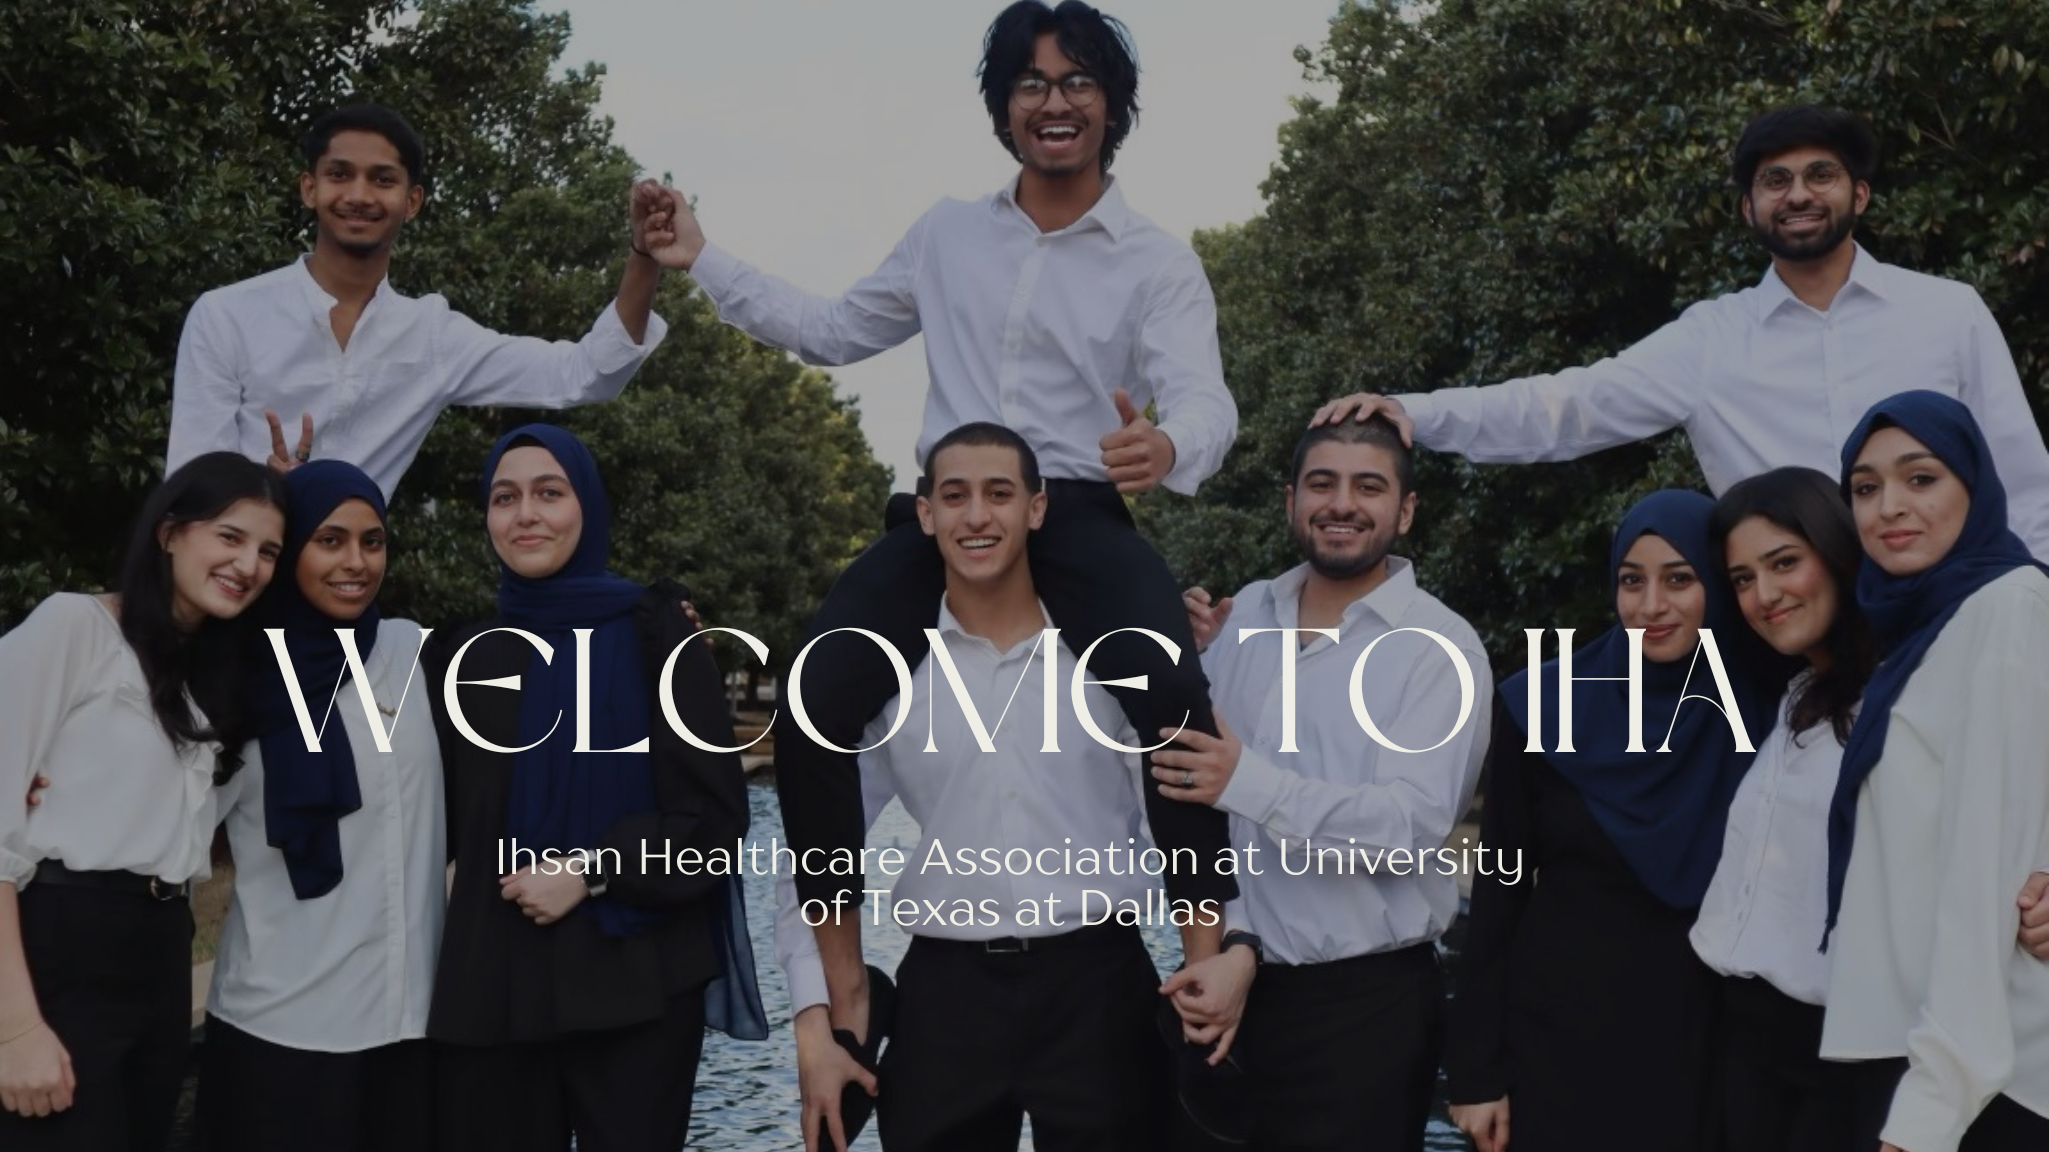 WELCOME TO IHA
Ihsan Healthcare Association at University
of Texas at Dallas